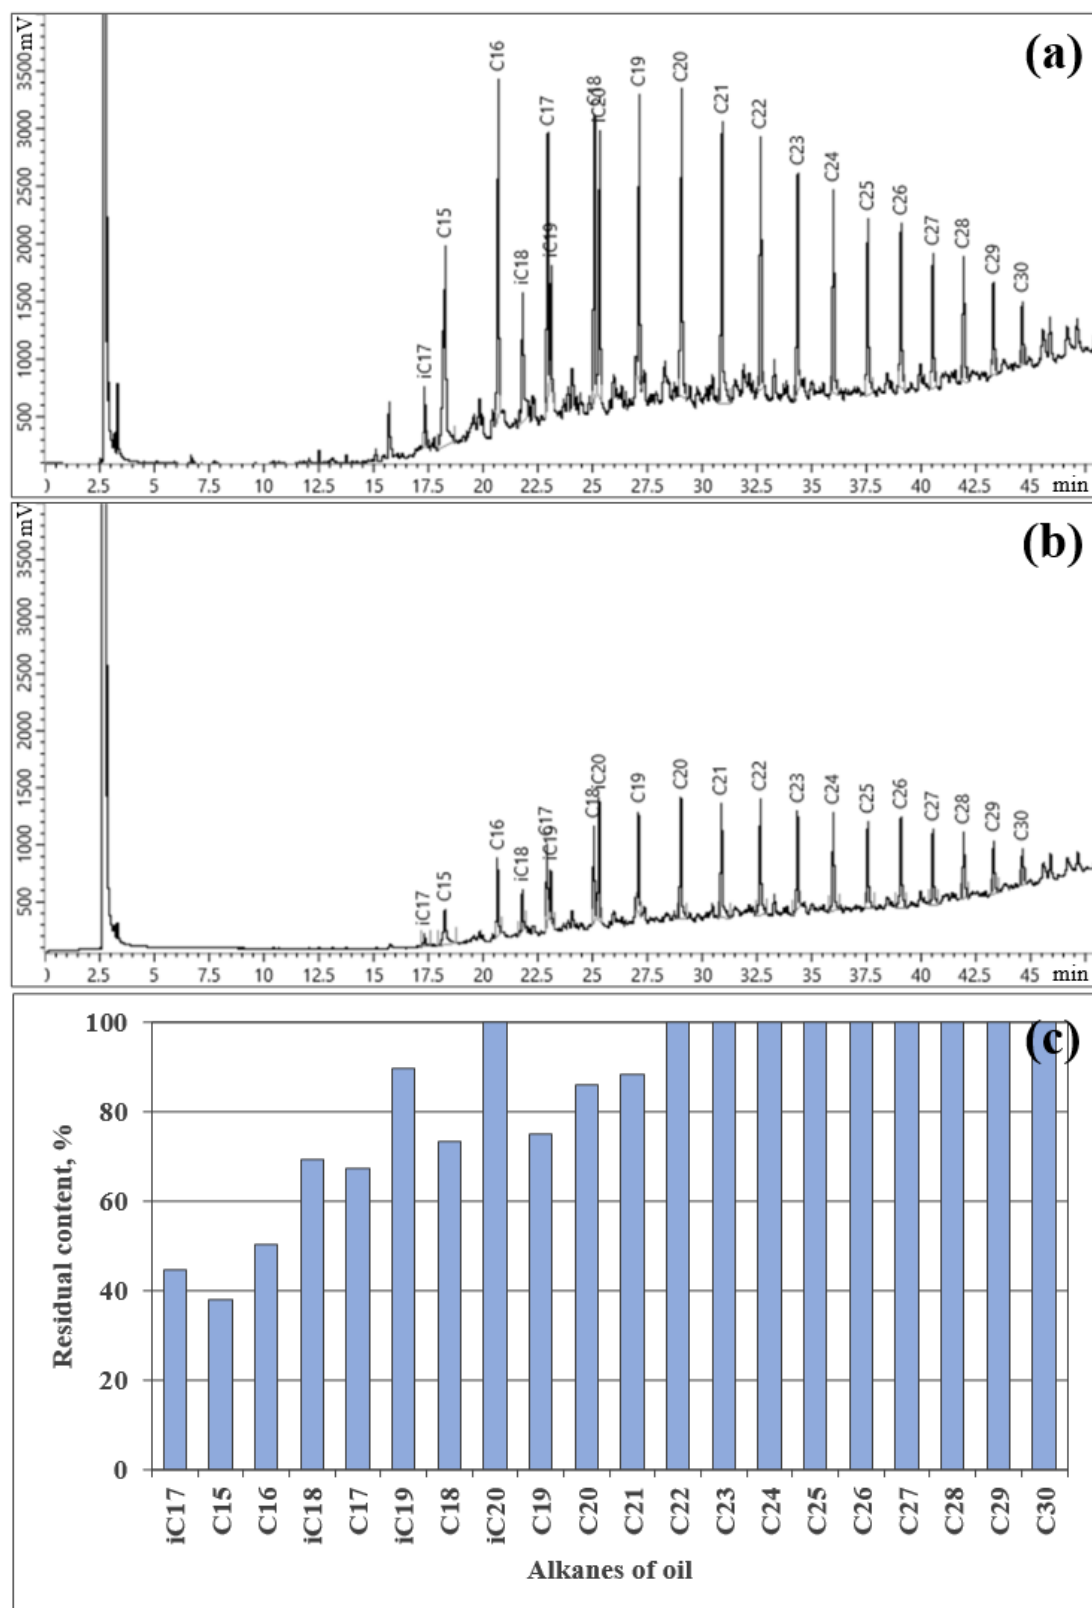 (a)
mV
3500
3000
2500
2000
1500
1000
500
iC17
C15
C16
iC18
C17
iC19
C18
iC20
C19
C20
C21
C22
C23
C24
C25
C26
C27
C28
C29
C30
0 2.5 5 7.5 10 12.5 15 17.5 20 22.5 25 27.5 30 32.5 35 37.5 40 42.5 45 min
(b)
mV
3500
3000
2500
2000
1500
1000
500
iC17
C15
C16
iC18
C17
iC19
C18
iC20
C19
C20
C21
C22
C23
C24
C25
C26
C27
C28
C29
C30
2.5 5 7.5 10 12.5 15 17.5 20 22.5 25 27.5 30 32.5 35 37.5 40 42.5 45 min
(c)
Residual content, %
100
80
60
40
20
0
iC17 C15 C16 iC18 C17 iC19 C18 iC20 C19 C20 C21 C22 C23 C24 C25 C26 C27 C28 C29 C30
Alkanes of oil